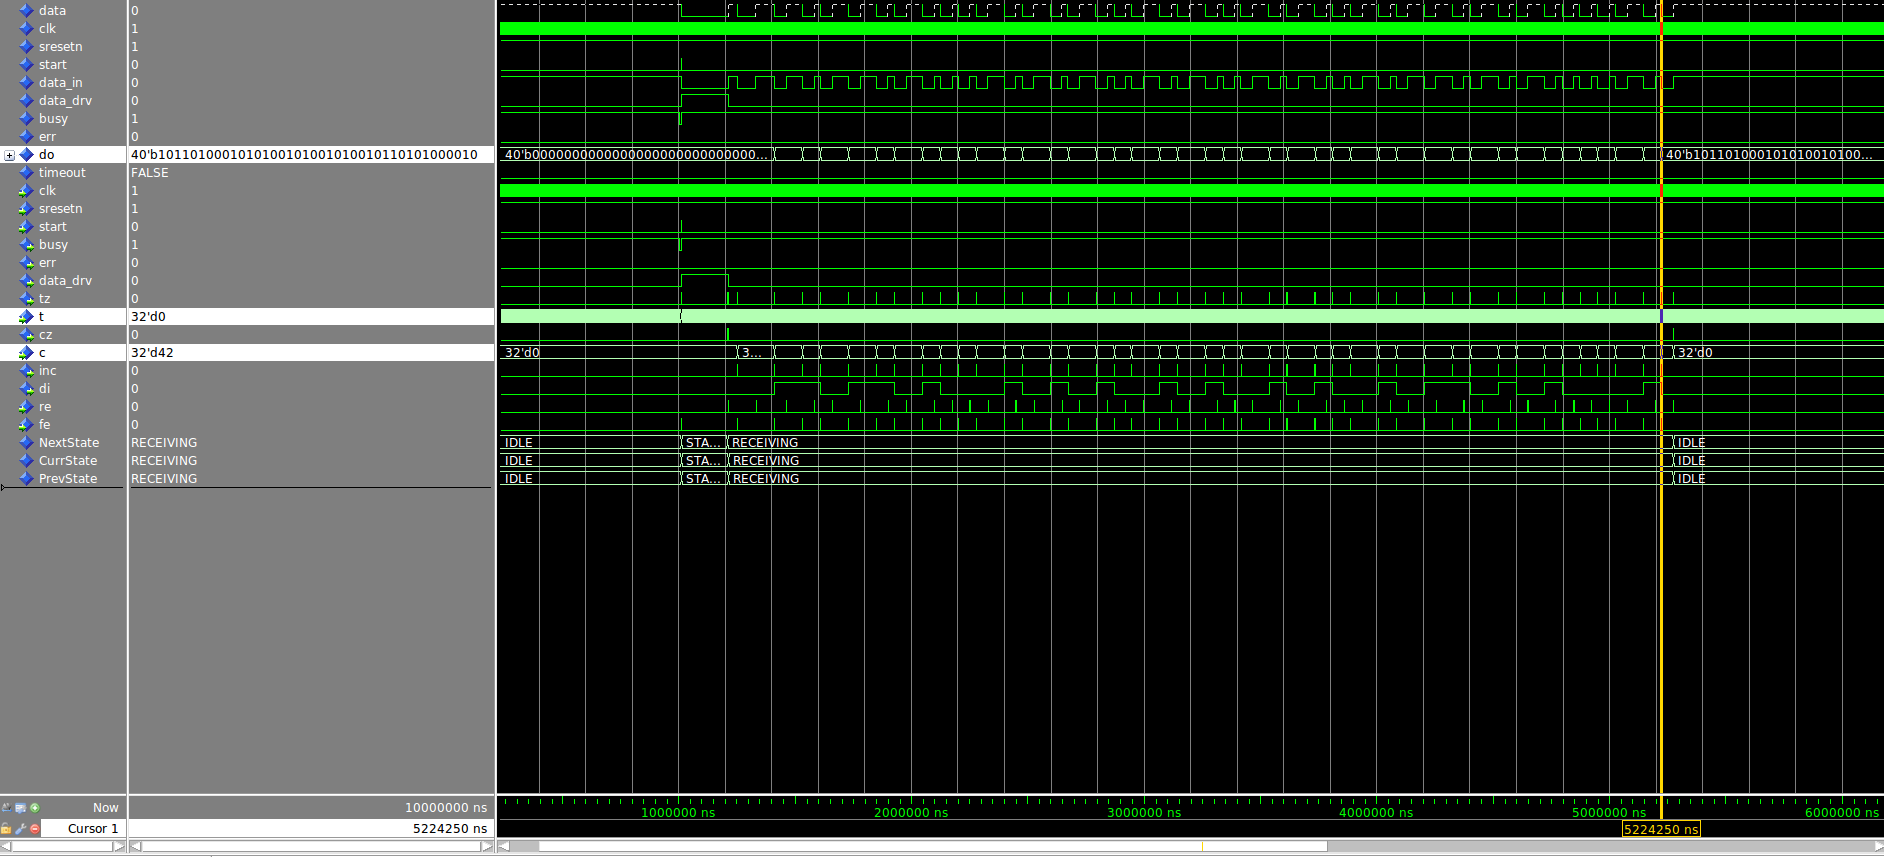 data 0
clk 1
sresetn 1
start 0
data_in 0
data_drv 0
busy 1
err 0
do 40'b1011010001010100101001010010110101000010 40'b0000000000000000000000000000... 40'b101101000101010010100...
timeout FALSE
clk 1
sresetn 1
start 0
busy 1
err 0
data_drv 0
tz 0
t 32'd0
cz 0
c 32'd42 32'd0 3... 32'd0
inc 0
di 0
re 0
fe 0
NextState RECEIVING IDLE STA... RECEIVING IDLE
CurrState RECEIVING IDLE STA... RECEIVING IDLE
PrevState RECEIVING IDLE STA... RECEIVING IDLE
Now 10000000 ns 1000000 ns 2000000 ns 3000000 ns 4000000 ns 5000000 ns 6000000 ns
Cursor 1 5224250 ns 5224250 ns